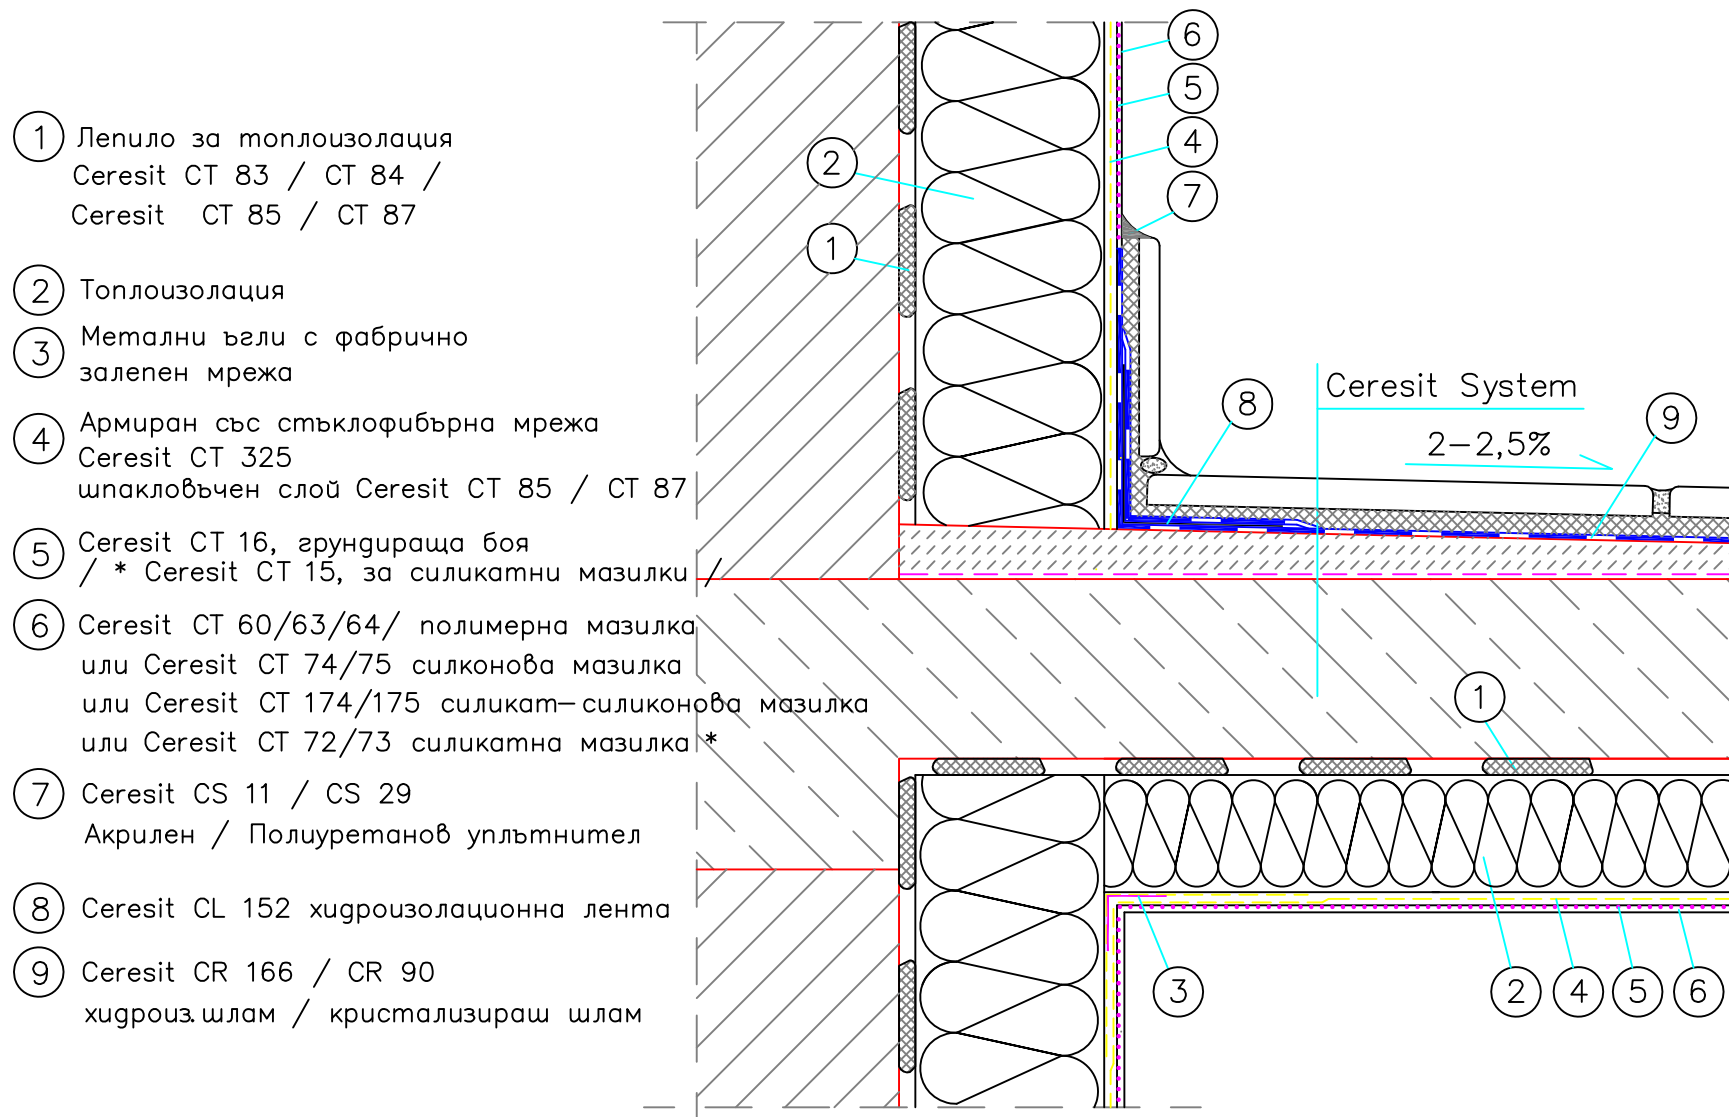 1 Лепило за топлоизолация
Ceresit CT 83 / CT 84 /
Ceresit CT 85 / CT 87
2 Топлоизолация
3 Метални ъгли с фабрично
залепен мрежа
4 Армиран със стъклофибърна мрежа
Ceresit CT 325
шпакловъчен слой Ceresit CT 85 / CT 87
5 Ceresit CT 16, грундираща боя
/ * Ceresit CT 15, за силикатни мазилки /
6 Ceresit CT 60/63/64/ полимерна мазилка
или Ceresit CT 74/75 силконова мазилка
или Ceresit CT 174/175 силикат–силиконова мазилка
или Ceresit CT 72/73 силикатна мазилка *
7 Ceresit CS 11 / CS 29
Акрилен / Полиуретанов уплътнител
8 Ceresit CL 152 хидроизолационна лента
9 Ceresit CR 166 / CR 90
хидроиз. шлам / кристализираш шлам
6
5
4
7
2
1
8
Ceresit System
9
2–2,5%
1
3
2 4 5 6